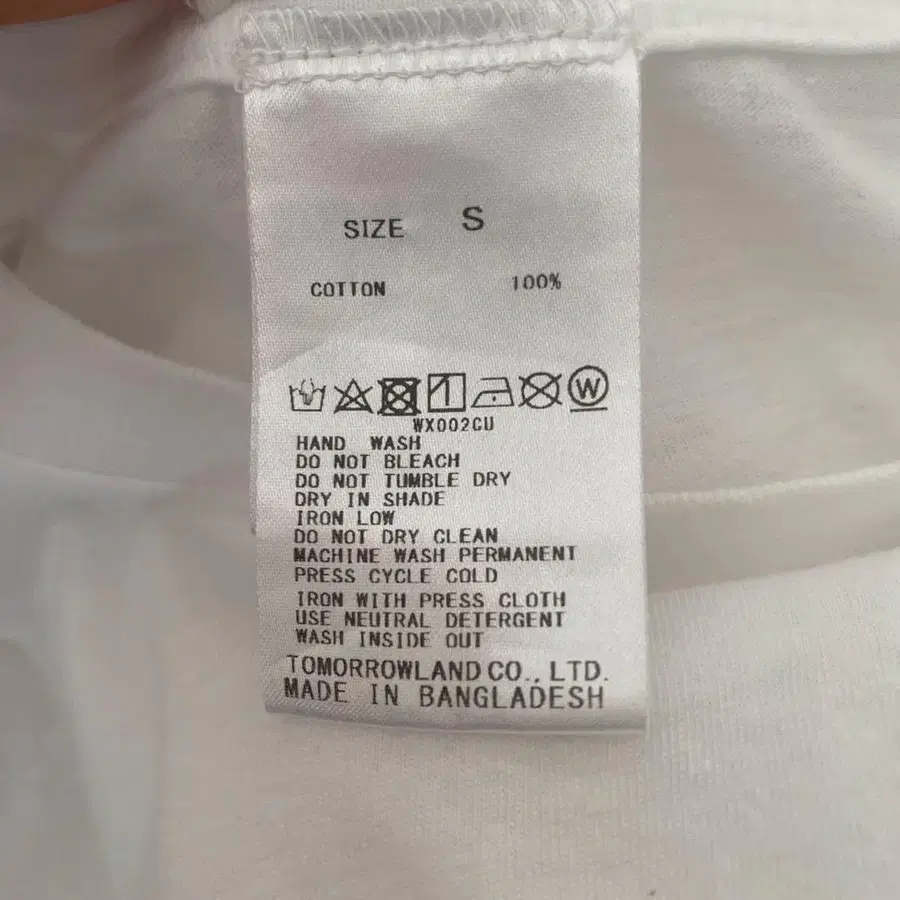 SIZE S
COTTON 100%
W
WX002CU
HAND WASH
DO NOT BLEACH
DO NOT TUMBLE DRY
DRY IN SHADE
IRON LOW
DO NOT DRY CLEAN
MACHINE WASH PERMANENT
PRESS CYCLE COLD
IRON WITH PRESS CLOTH
USE NEUTRAL DETERGENT
WASH INSIDE OUT
TOMORROWLAND CO., LTD.
MADE IN BANGLADESH